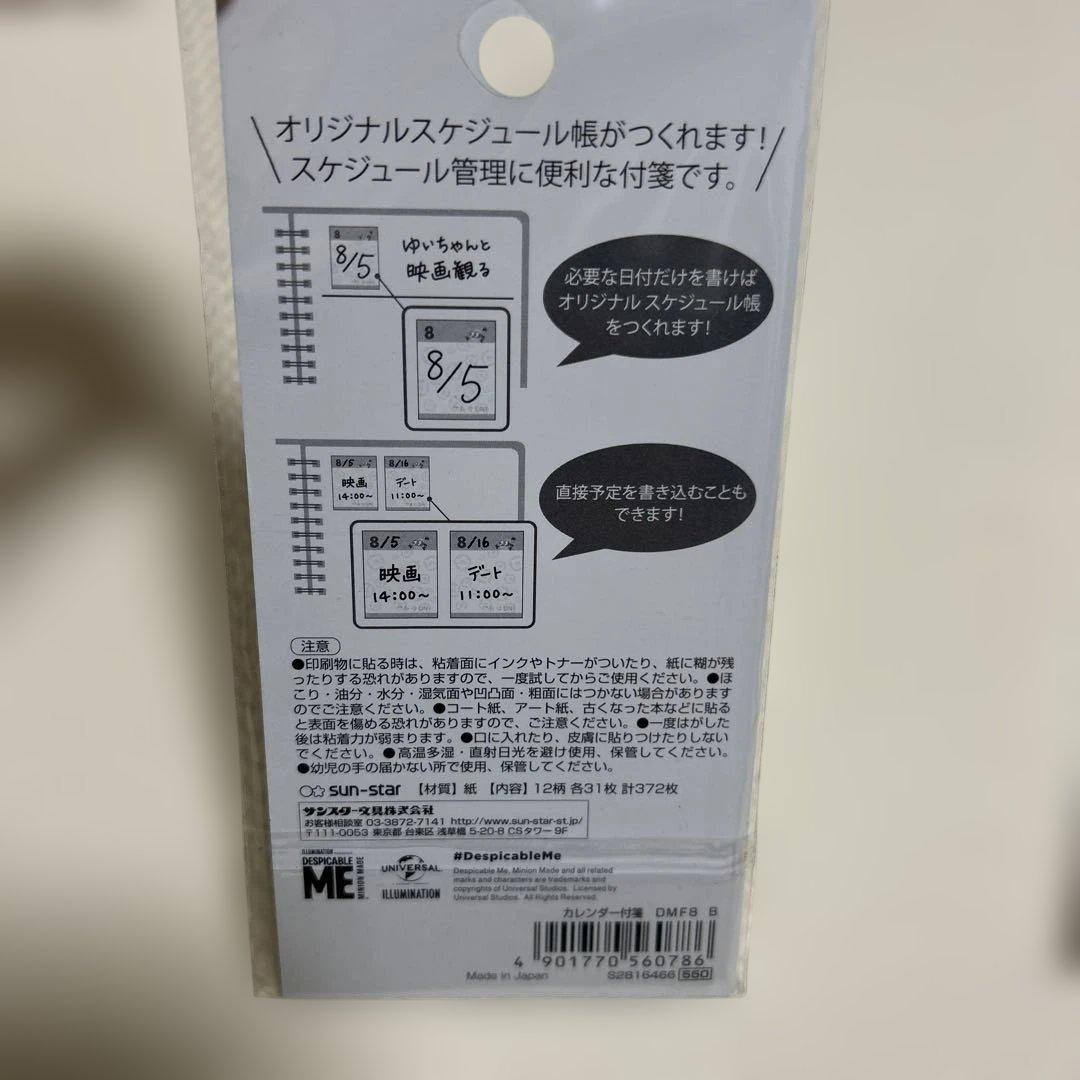 オリジナルスケジュール帳がつくれます!
スケジュール管理に便利な付箋です。
8
8/5
ゆいちゃんと
映画観る
8
8/5
必要な日付だけを書けば
オリジナル スケジュール帳
をつくれます!
8/5 8/16
映画 デート
14:00～ 11:00～
8/5 8/16
映画 デート
14:00～ 11:00～
直接予定を書き込むことも
できます!
注意
●印刷物に貼る時は、粘着面にインクやトナーがついたり、紙に糊が残
ったりする恐れがありますので、一度試してからご使用ください。●ほ
こり・油分・水分・湿気面や凹凸面・粗面にはつかない場合があります
のでご注意ください。●コート紙、アート紙、古くなった本などに貼る
と表面を傷める恐れがありますので、ご注意ください。●一度はがした
後は粘着力が弱まります。●口に入れたり、皮膚に貼りつけたりしない
でください。●高温多湿・直射日光を避け使用、保管してください。
●幼児の手の届かない所で使用、保管してください。
sun-star 【材質】紙 【内容】12柄 各31枚 計372枚
サンスター文具株式会社
お客様相談室 03-3872-7141 http://www.sun-star-st.jp/
〒111-0053 東京都 台東区 浅草橋 5-20-8 CSタワー 9F
ILLUMINATION
DESPICABLE
ME
MINION MADE
UNIVERSAL
ILLUMINATION
#DespicableMe
Despicable Me, Minion Made and all related
marks and characters are trademarks and
copyrights of Universal Studios. Licensed by
Universal Studios. All Rights Reserved.
カレンダー付箋 DMF8 B
4 901770 560786
Made in Japan S2816466 550